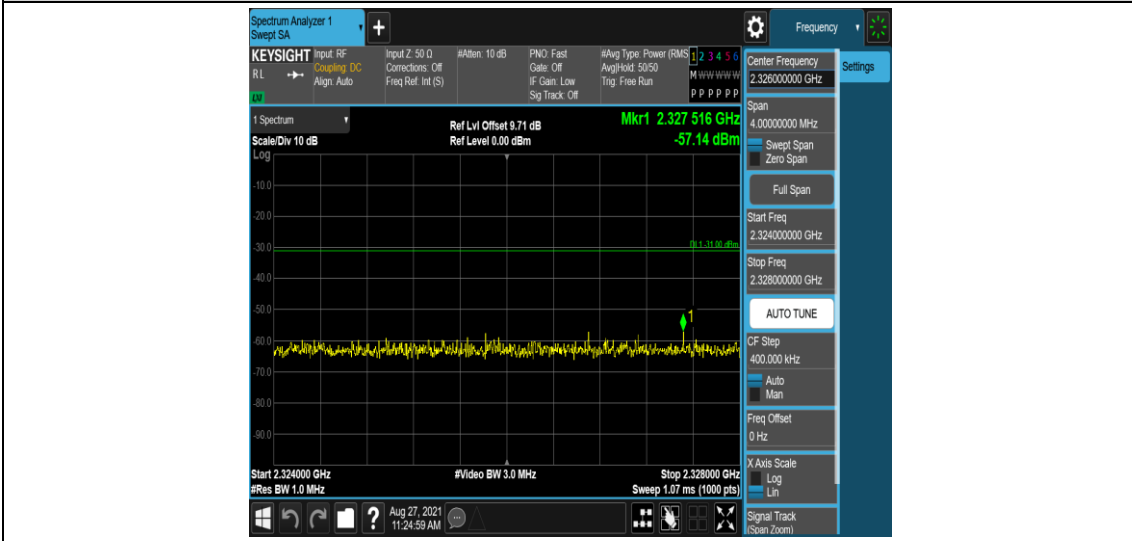 Spectrum Analyzer 1
Swept SA
+
Frequency
KEYSIGHT
RL
LXI
Input: RF
Coupling: DC
Align: Auto
Input Z: 50 Ω
Corrections: Off
Freq Ref: Int (S)
#Atten: 10 dB
PNO: Fast
Gate: Off
IF Gain: Low
Sig Track: Off
#Avg Type: Power (RMS
Avg|Hold: 50/50
Trig: Free Run
1 2 3 4 5 6
M W W W W W
P P P P P P
1 Spectrum
Scale/Div 10 dB
Log
Ref Lvl Offset 9.71 dB
Ref Level 0.00 dBm
Mkr1 2.327 516 GHz
-57.14 dBm
-10.0
-20.0
-30.0
DL1 -31.00 dBm
-40.0
-50.0
1
-60.0
-70.0
-80.0
-90.0
Start 2.324000 GHz
#Video BW 3.0 MHz
Stop 2.328000 GHz
#Res BW 1.0 MHz
Sweep 1.07 ms (1000 pts)
Center Frequency
2.326000000 GHz
Settings
Span
4.00000000 MHz
Swept Span
Zero Span
Full Span
Start Freq
2.324000000 GHz
Stop Freq
2.328000000 GHz
AUTO TUNE
CF Step
400.000 kHz
Auto
Man
Freq Offset
0 Hz
X Axis Scale
Log
Lin
Signal Track
(Span Zoom)
?
Aug 27, 2021
11:24:59 AM